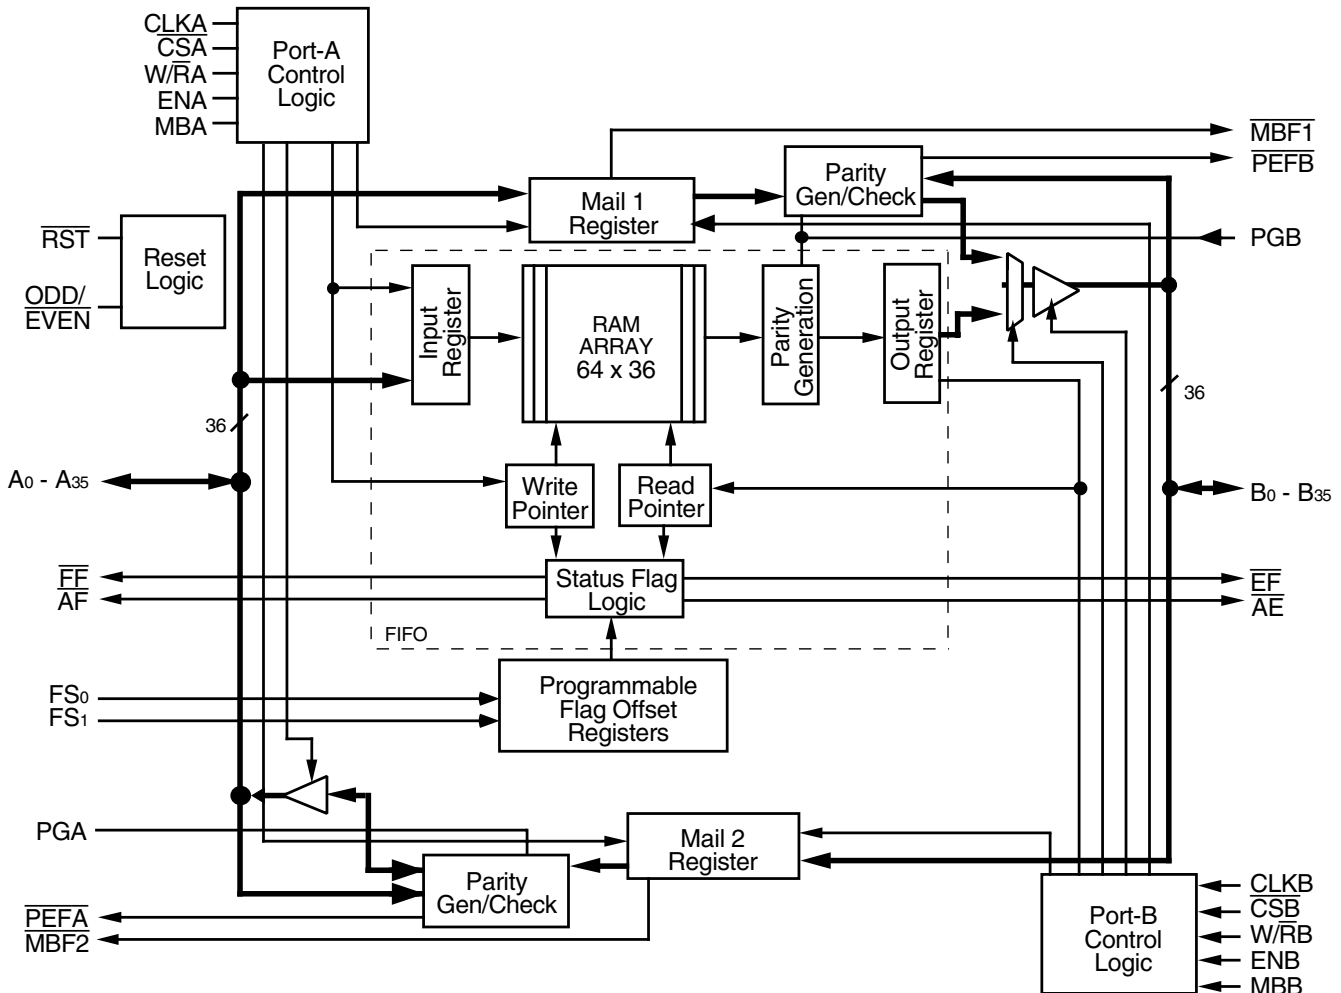 CLKA
CSA
W/RA
ENA
MBA
Port-A
Control
Logic
MBF1
PEFB
Parity
Gen/Check
Mail 1
Register
RST
ODD/
EVEN
Reset
Logic
PGB
Input
Register
RAM
ARRAY
64 x 36
Parity
Generation
Output
Register
36
36
A0 - A35
Write
Pointer
Read
Pointer
B0 - B35
FF
AF
Status Flag
Logic
EF
AE
FIFO
FS0
FS1
Programmable
Flag Offset
Registers
PGA
Mail 2
Register
Parity
Gen/Check
PEFA
MBF2
Port-B
Control
Logic
CLKB
CSB
W/RB
ENB
MBB